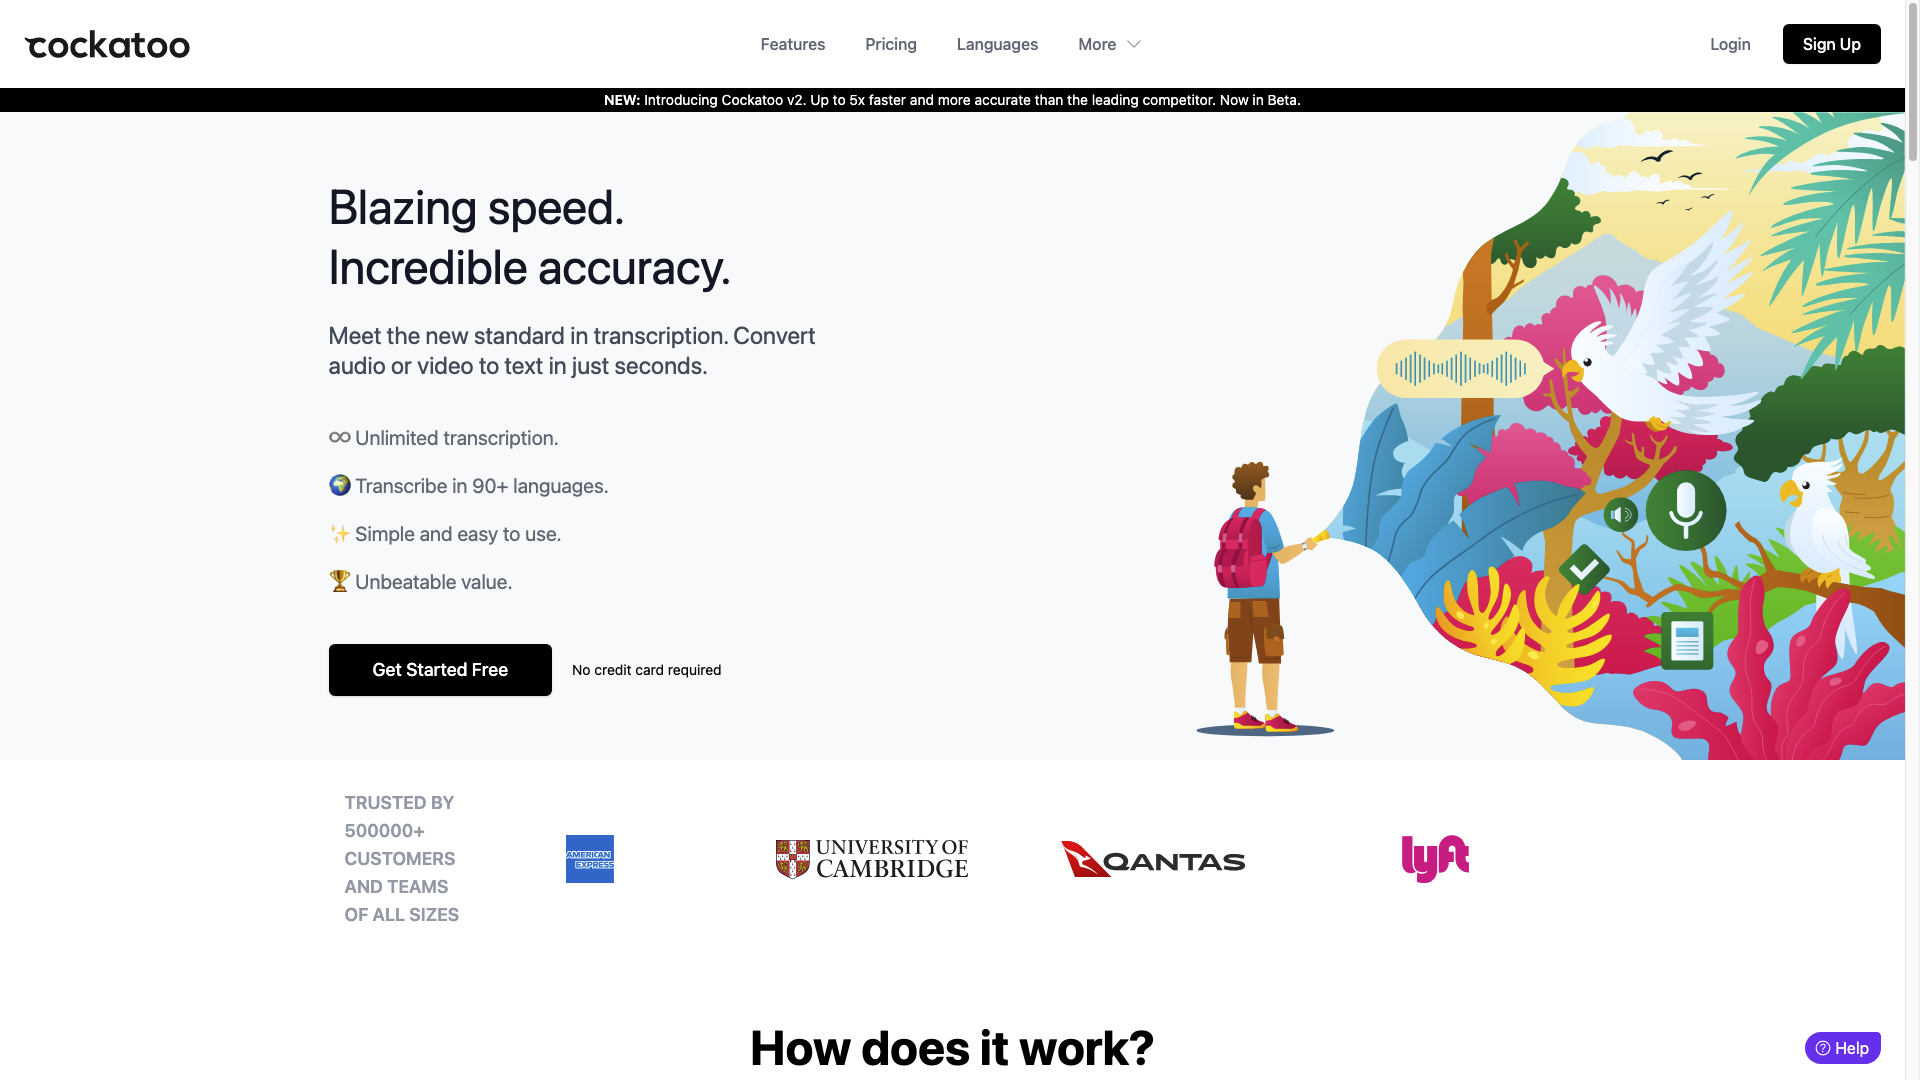 cockatoo
Features
Pricing
Languages
More
Login
Sign Up
NEW: Introducing Cockatoo v2. Up to 5x faster and more accurate than the leading competitor. Now in Beta.
Blazing speed.
Incredible accuracy.
Meet the new standard in transcription. Convert
audio or video to text in just seconds.
Unlimited transcription.
Transcribe in 90+ languages.
Simple and easy to use.
Unbeatable value.
Get Started Free
No credit card required
TRUSTED BY
500000+
CUSTOMERS
AND TEAMS
OF ALL SIZES
AMERICAN
EXPRESS
UNIVERSITY OF
CAMBRIDGE
QANTAS
lyft
How does it work?
Help